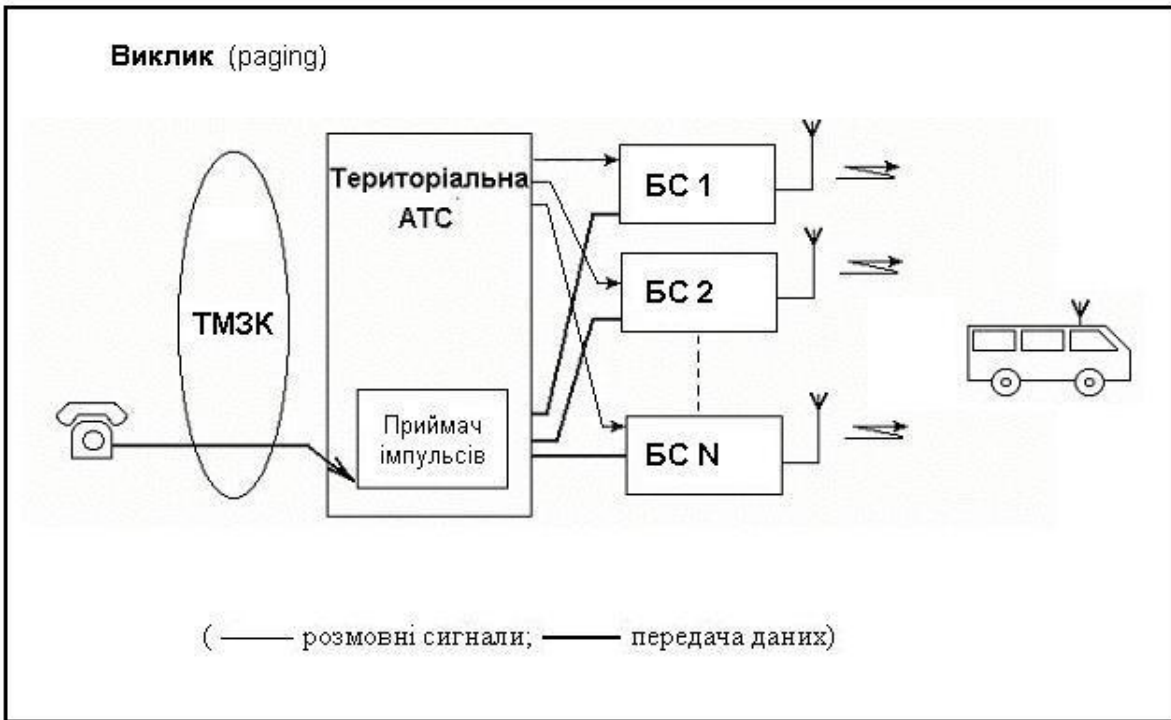 Виклик (paging)
Територіальна
АТС
БС 1
БС 2
ТМЗК
Приймач
імпульсів
БС N
( —— розмовні сигнали; —— передача даних)